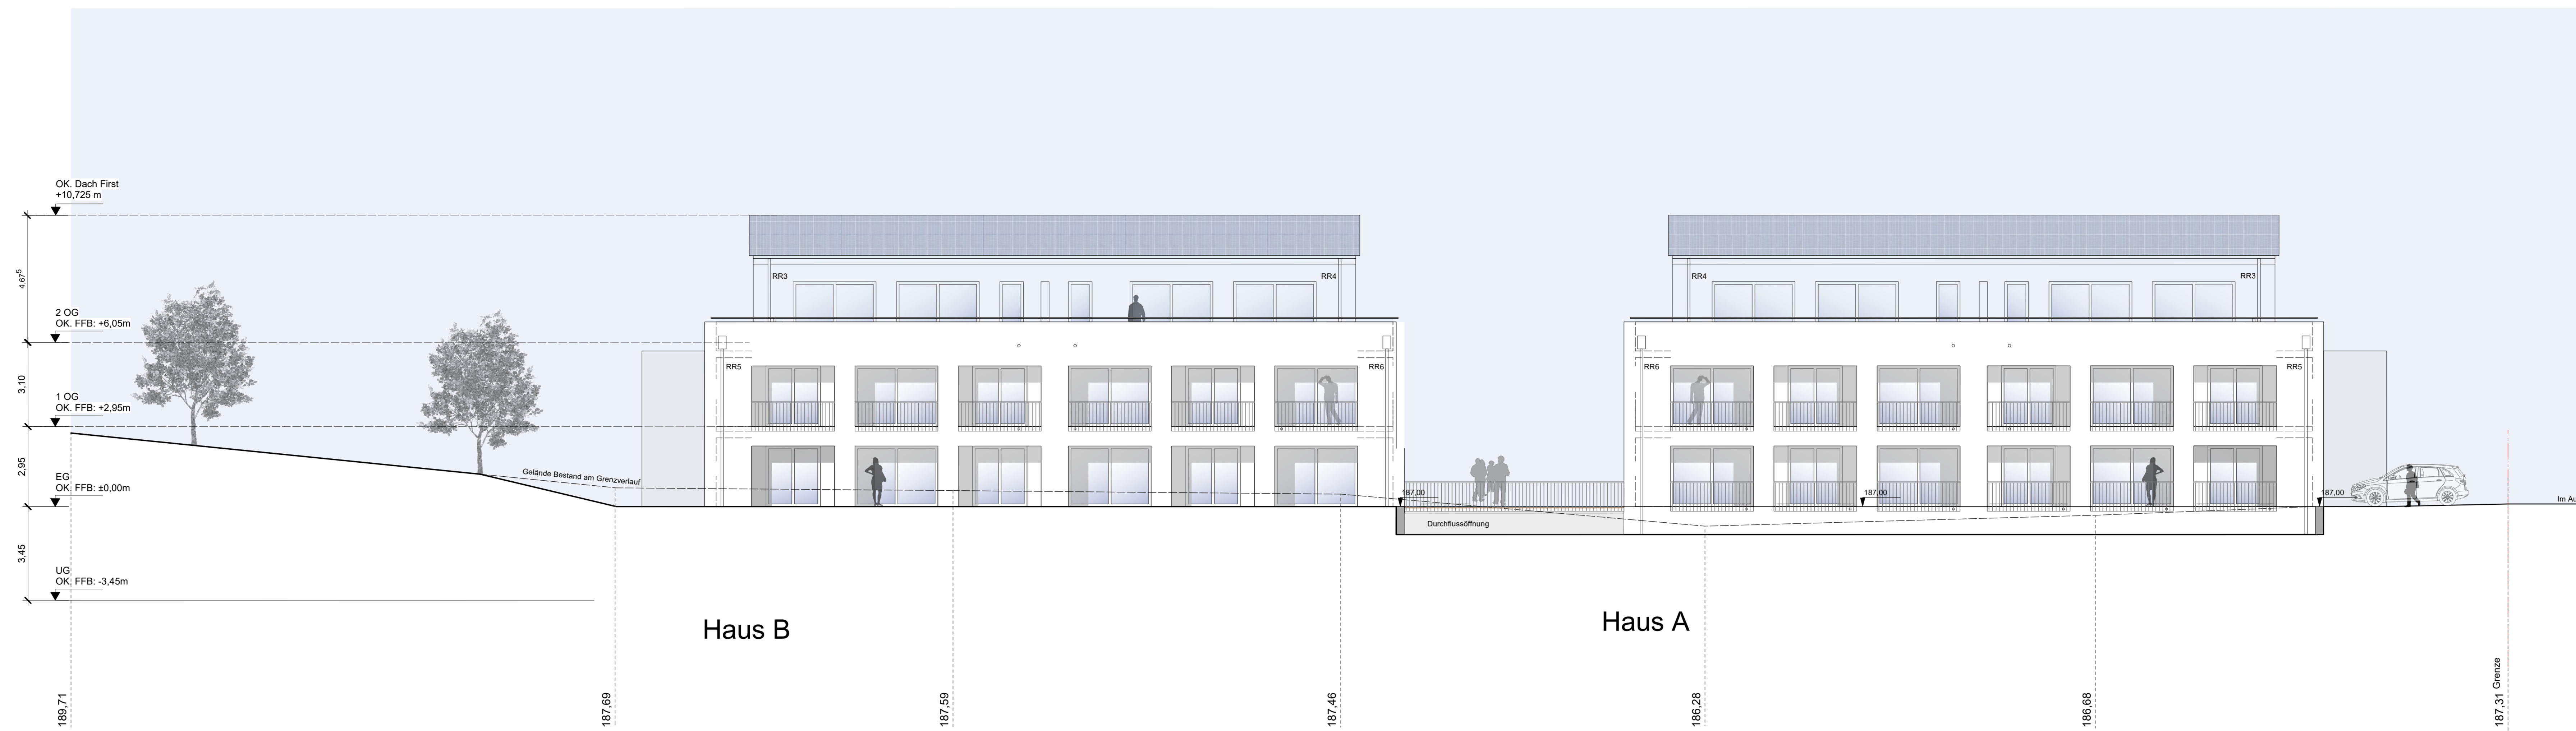 OK. Dach First
+10,725 m
4,67⁵
2 OG
OK. FFB: +6,05m
3,10
1 OG
OK. FFB: +2,95m
2,95
EG
OK. FFB: ±0,00m
3,45
UG
OK. FFB: -3,45m
Gelände Bestand am Grenzverlauf
RR3
RR4
RR5
RR6
RR4
RR3
RR6
RR5
187,00
187,00
187,00
Durchflussöffnung
Haus B
Haus A
189,71
187,69
187,59
187,46
186,28
186,68
187,31 Grenze
Im Au